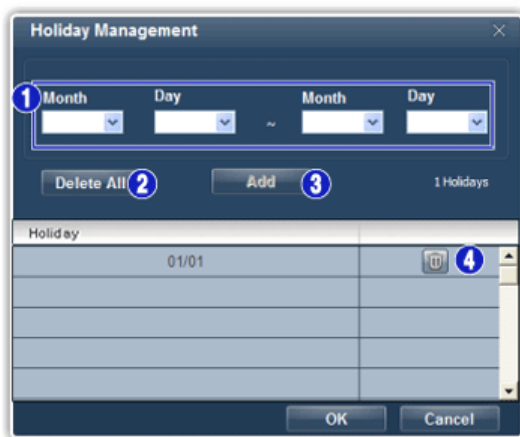 Holiday Management
1 Month Day ~ Month Day
Delete All 2 Add 3 1 Holidays
Holiday
01/01 4
OK Cancel